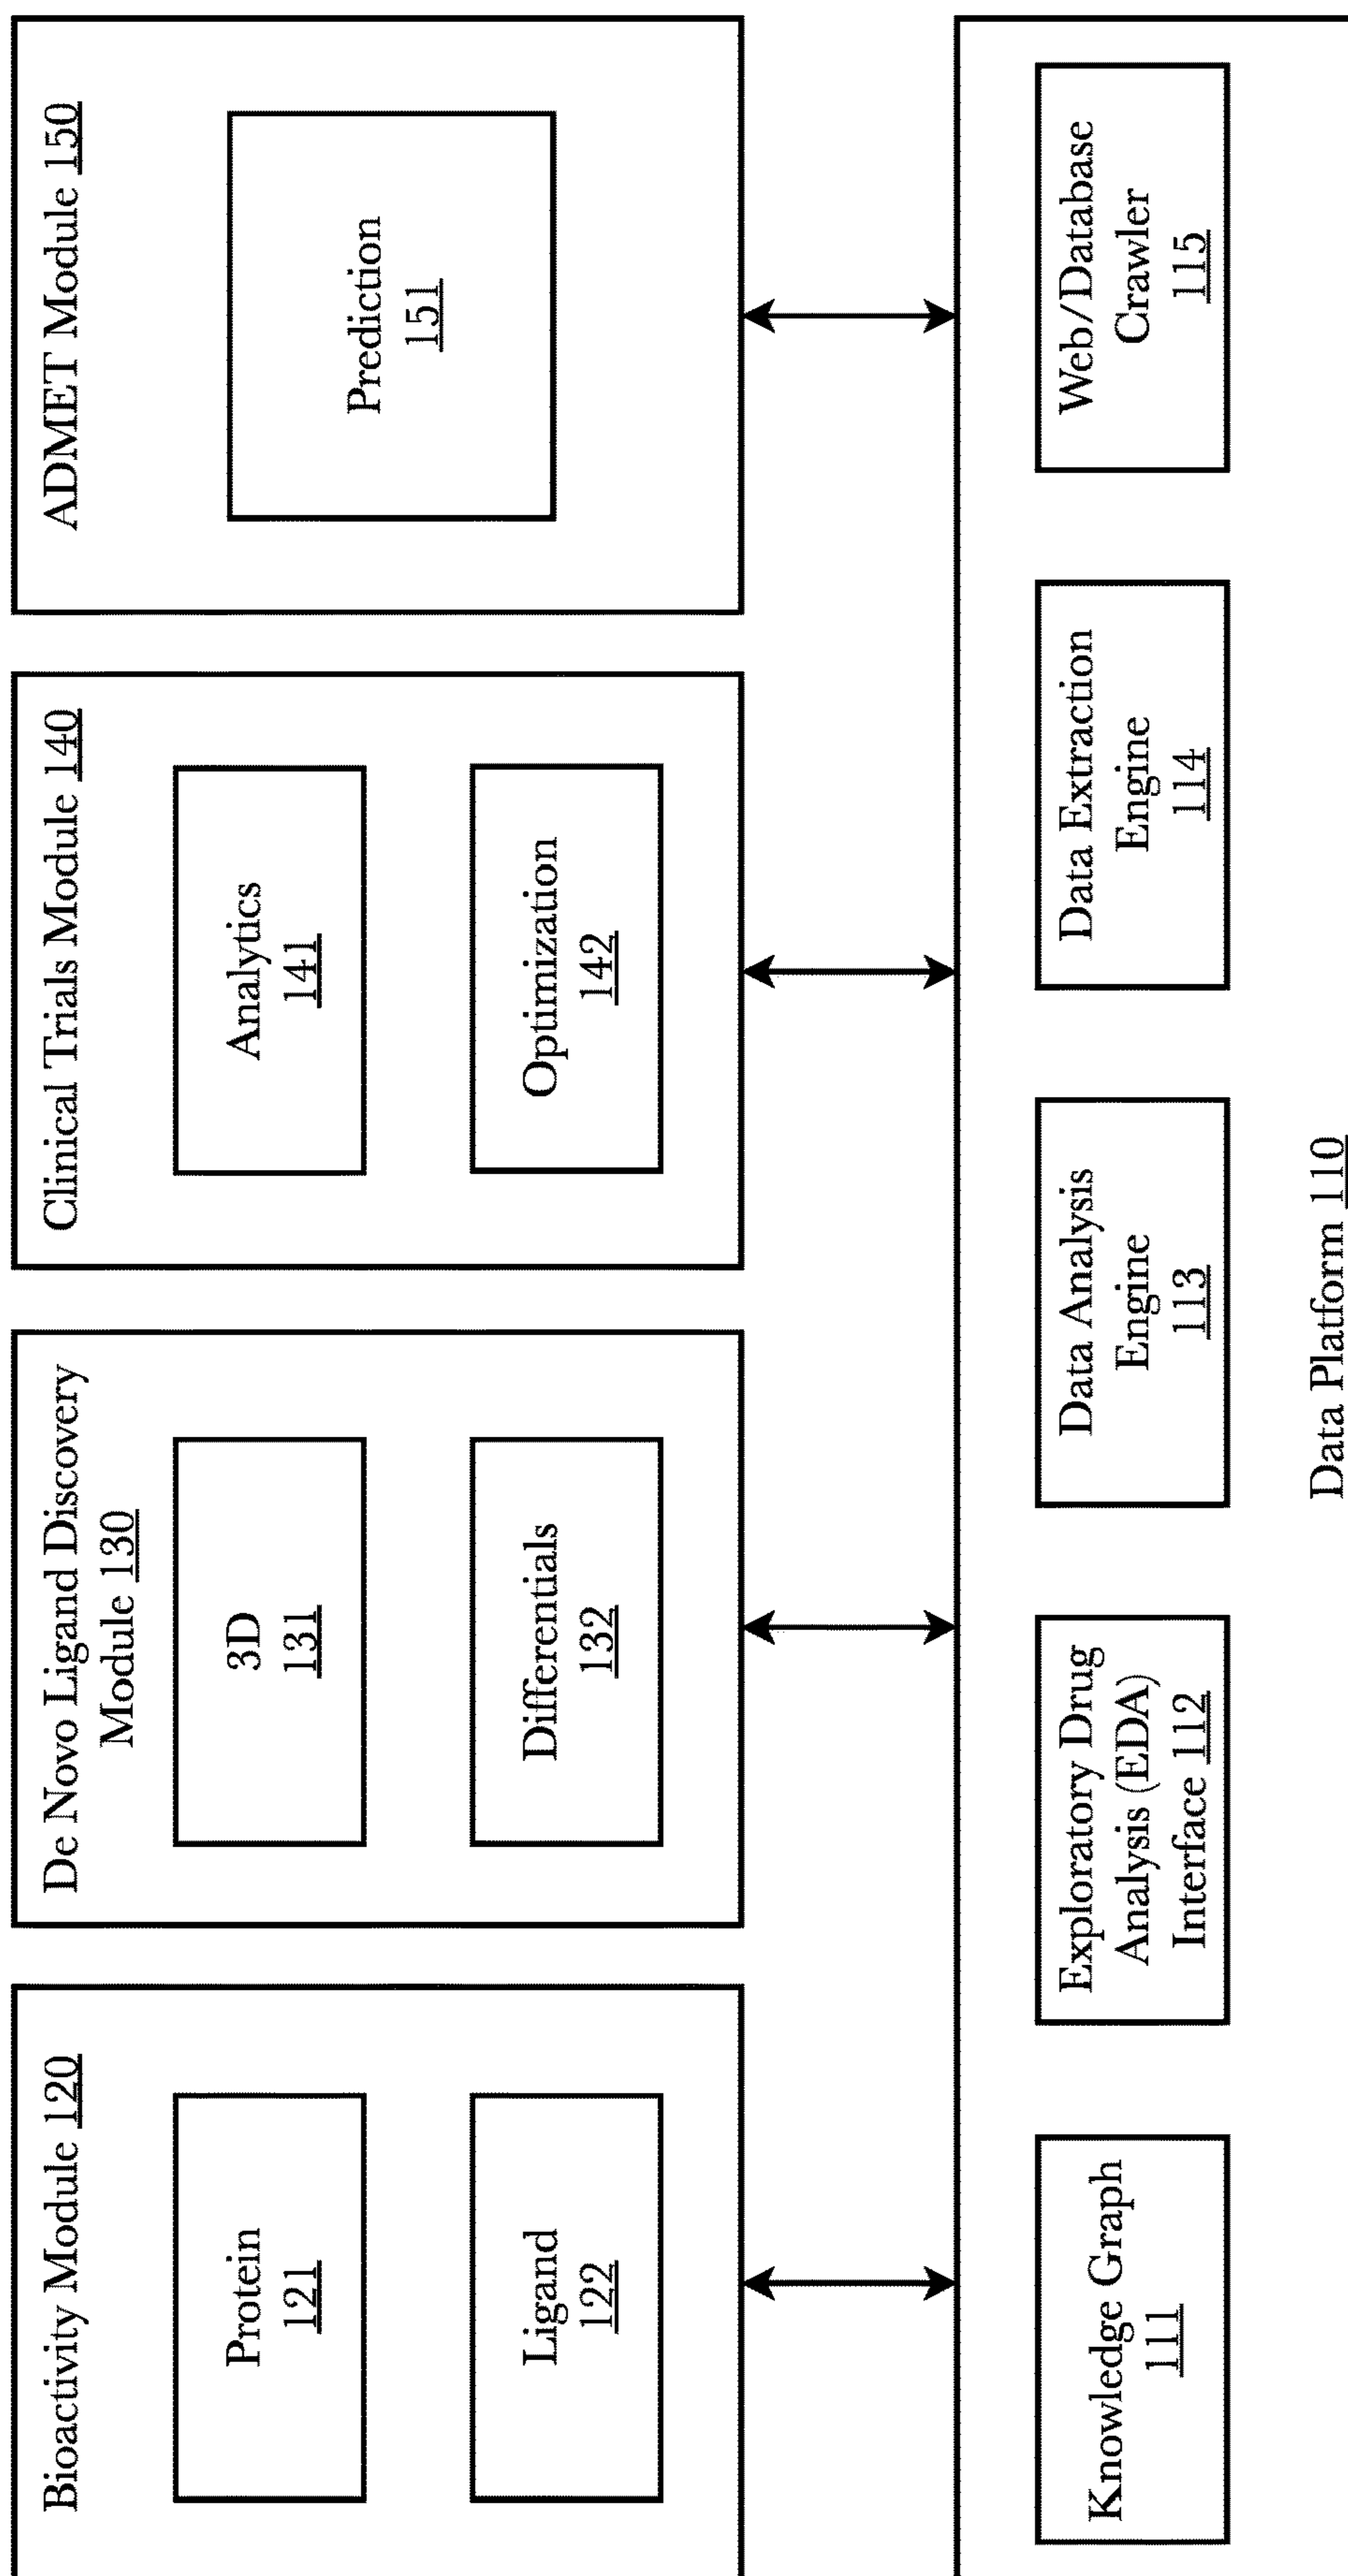 Bioactivity Module 120
Protein
121
Ligand
122
De Novo Ligand Discovery
Module 130
3D
131
Differentials
132
Clinical Trials Module 140
Analytics
141
Optimization
142
ADMET Module 150
Prediction
151
Knowledge Graph
111
Exploratory Drug
Analysis (EDA)
Interface 112
Data Analysis
Engine
113
Data Extraction
Engine
114
Web/Database
Crawler
115
Data Platform 110